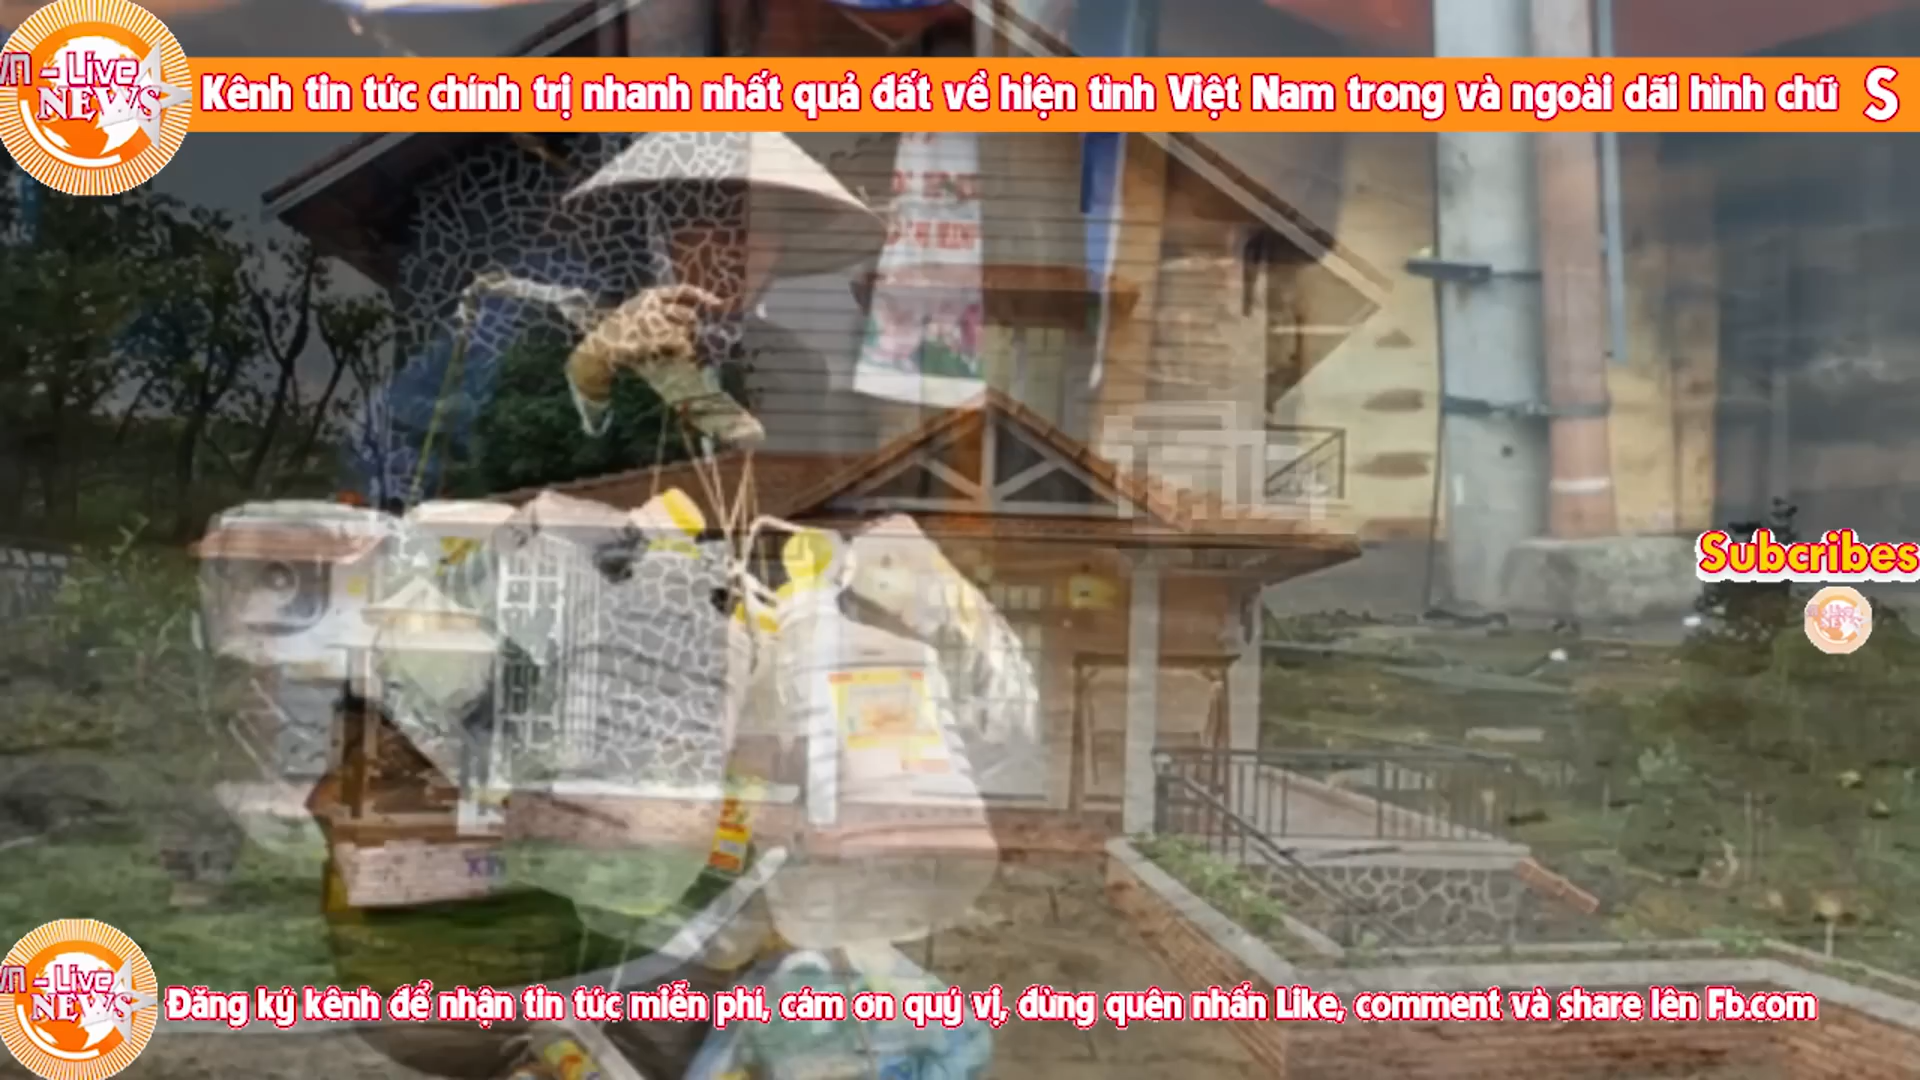 VN - Live
NEWS
Kênh tin tức chính trị nhanh nhất quả đất về hiện tình Việt Nam trong và ngoài dãi hình chữ S
Subcribes
VN - Live
NEWS
Đăng ký kênh để nhận tin túc miễn phí, cám ơn quý vị, đùng quên nhấn Like, comment và share lên Fb.com